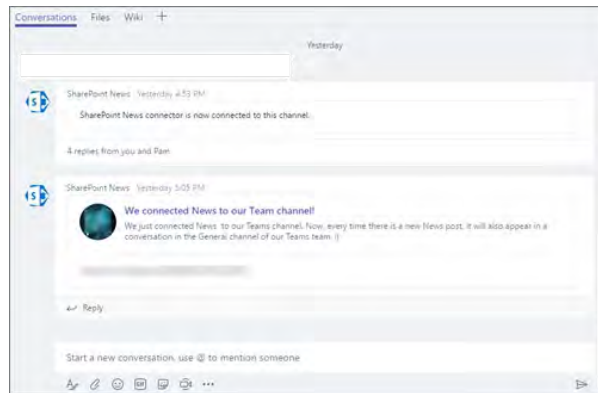 Conversations Files Wiki
Yesterday
SharePoint News Yesterday 4:53 PM
SharePoint News connector is now connected to this channel.
4 replies from you and Pam
SharePoint News Yesterday 5:05 PM
We connected News to our Team channel!
We just connected News to our Teams channel. Now, every time there is a new News post, it will also appear in a
conversation in the General channel of our Teams team. :)
Reply
Start a new conversation, use @ to mention someone
GIF